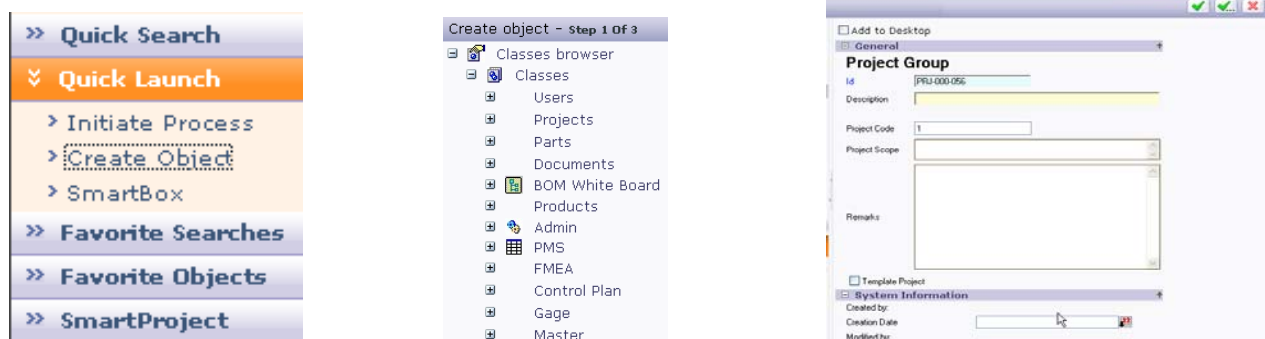 Quick Search
Quick Launch
Initiate Process
Create Object
SmartBox
Favorite Searches
Favorite Objects
SmartProject
Create object - Step 1 Of 3
Classes browser
Classes
Users
Projects
Parts
Documents
BOM White Board
Products
Admin
PMS
FMEA
Control Plan
Gage
Master
Add to Desktop
General
Project Group
Id PRJ-000-056
Description
Project Code 1
Project Scope
Remarks
Template Project
System Information
Created by:
Creation Date
Modified by: